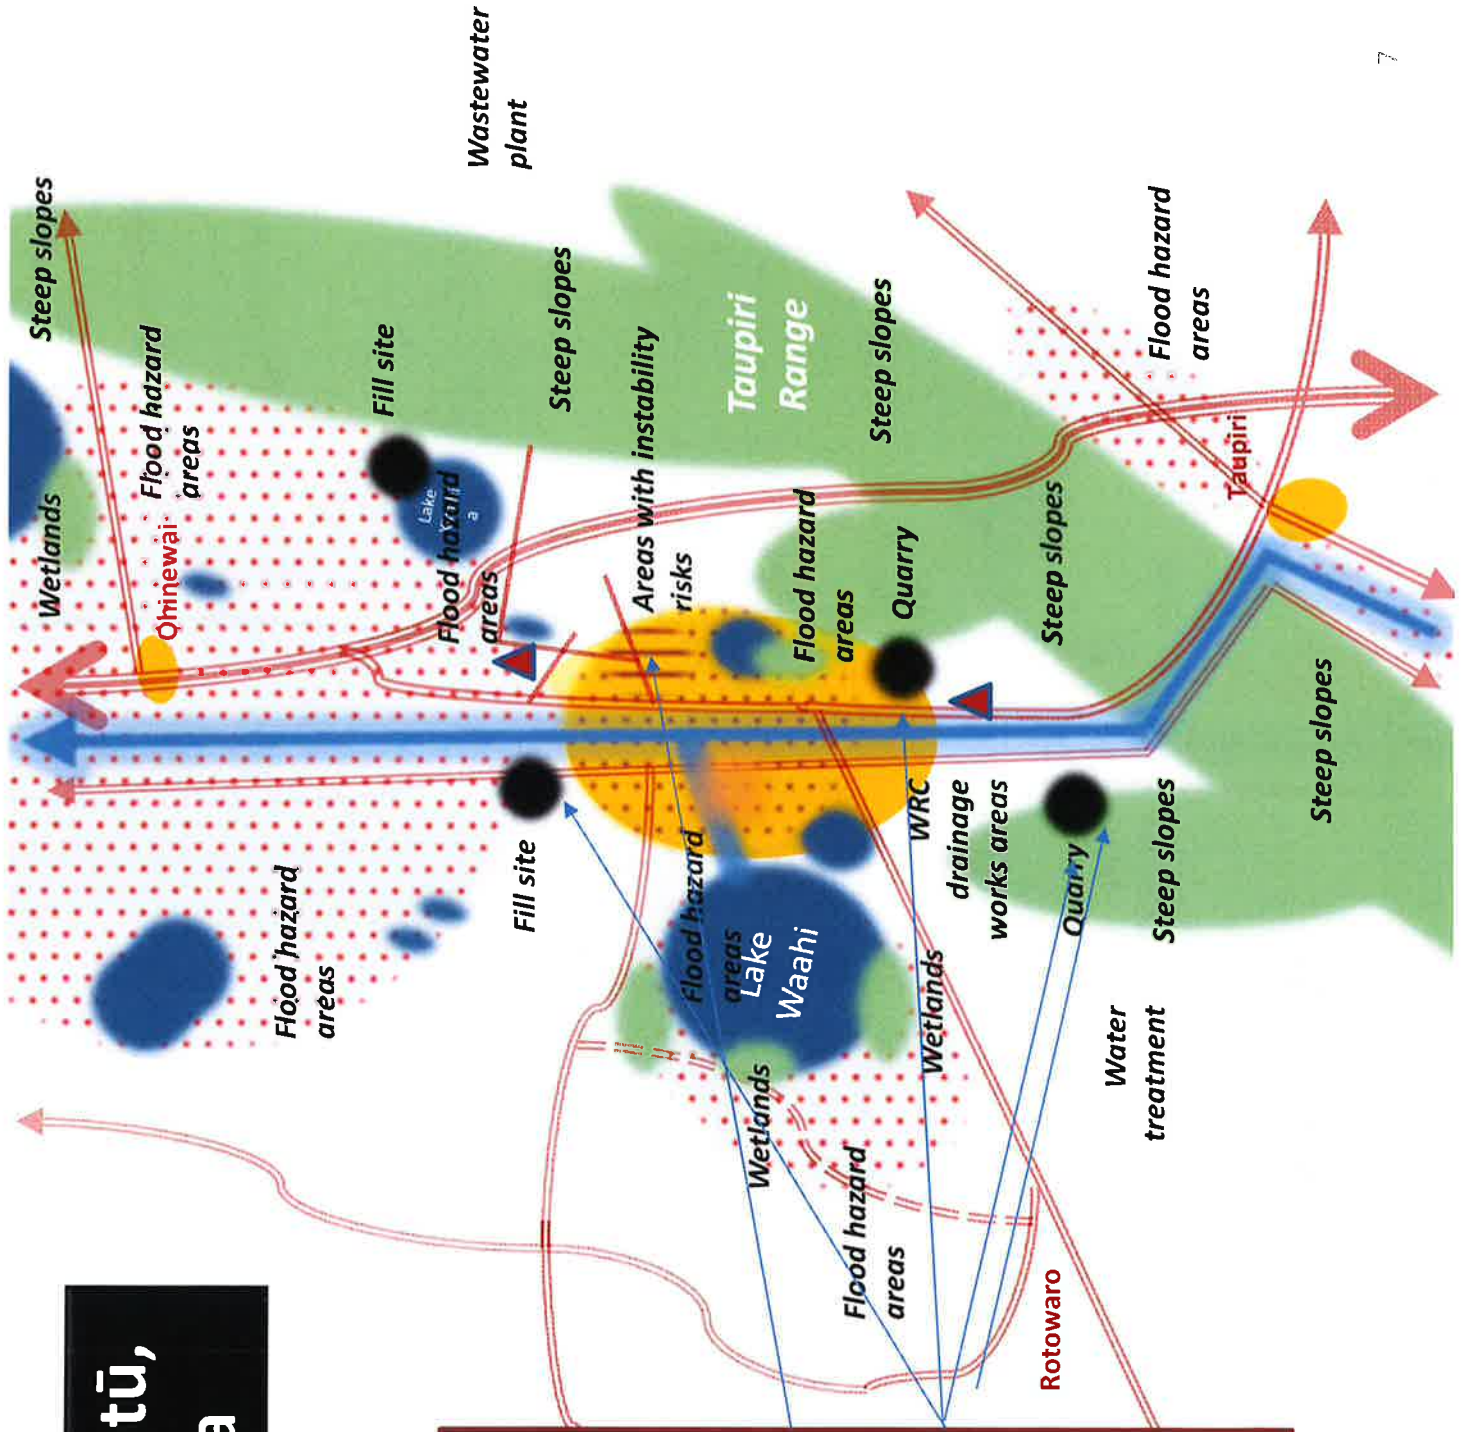 tū,
a
Steep slopes
Wetlands
Flood hazard
areas
Ohinewai
Flood hazard
areas
Fill site
Lake
a
Flood hazard
areas
Wastewater
plant
Fill site
Steep slopes
Areas with instability
risks
Flood hazard
areas
Lake
Waahi
Taupiri
Range
Wetlands
Flood hazard
areas
Flood hazard
areas
Steep slopes
Quarry
WRC
drainage
works areas
Wetlands
Rotowaro
Steep slopes
Quarry
Water
treatment
Steep slopes
Flood hazard
areas
Taupiri
Steep slopes
7